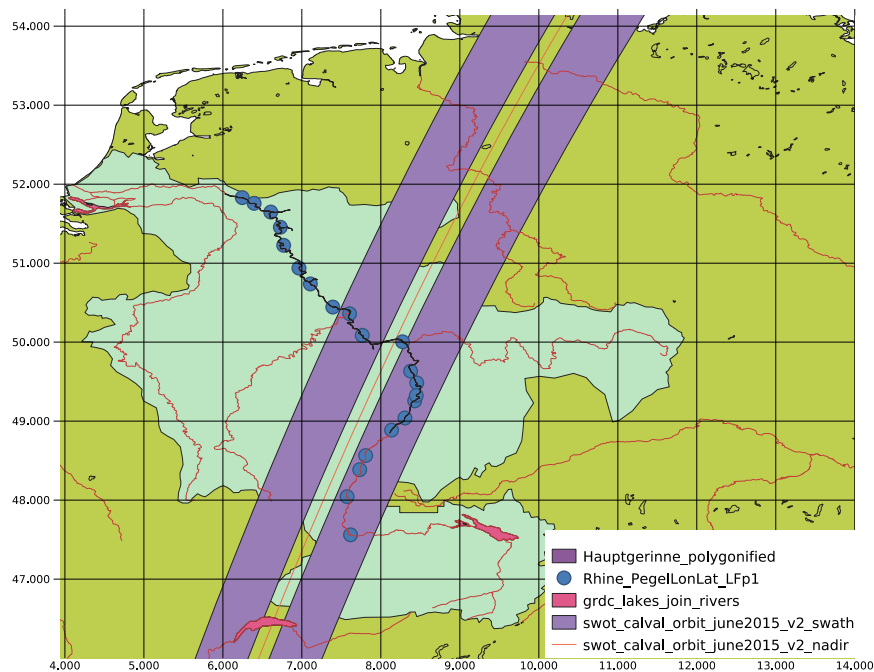 54.000
53.000
52.000
51.000
50.000
49.000
48.000
47.000
Hauptgerinne_polygonified
Rhine_PegelLonLat_LFp1
grdc_lakes_join_rivers
swot_calval_orbit_june2015_v2_swath
swot_calval_orbit_june2015_v2_nadir
4.000 5.000 6.000 7.000 8.000 9.000 10.000 11.000 12.000 13.000 14.000